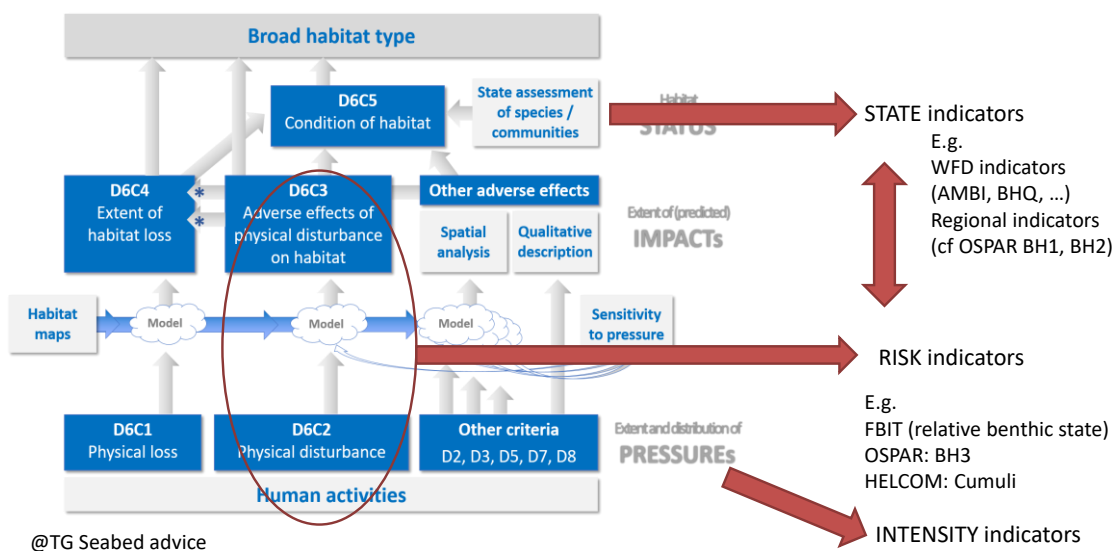 Broad habitat type
D6C5
Condition of habitat
State assessment
of species /
communities
Habitat
STATUS
STATE indicators
E.g.
WFD indicators
(AMBI, BHQ, ...)
Regional indicators
(cf OSPAR BH1, BH2)
D6C4
Extent of
habitat loss
*
*
D6C3
Adverse effects of
physical disturbance
on habitat
Other adverse effects
Spatial
analysis
Qualitative
description
Extent of (predicted)
IMPACTs
Habitat
maps
Model
Model
Model
Sensitivity
to pressure
RISK indicators
E.g.
FBIT (relative benthic state)
OSPAR: BH3
HELCOM: Cumuli
D6C1
Physical loss
D6C2
Physical disturbance
Other criteria
D2, D3, D5, D7, D8
Extent and distribution of
PRESSUREs
Human activities
INTENSITY indicators
@TG Seabed advice